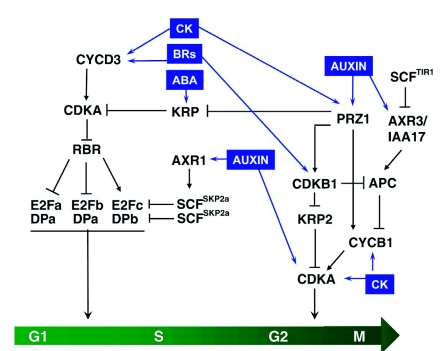 CK
CYCD3
BRs
AUXIN
SCF^TIR1
ABA
CDKA
KRP
PRZ1
AXR3/
IAA17
RBR
AXR1
AUXIN
CDKB1
APC
E2Fa
DPa
E2Fb
DPa
E2Fc
DPb
SCF^SKP2a
SCF^SKP2a
KRP2
CYCB1
CDKA
CK
G1 S G2 M